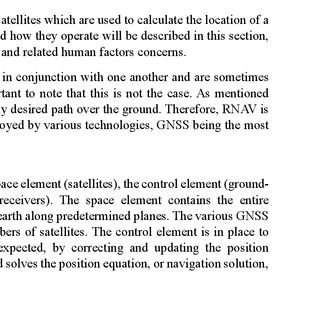 atellites which are used to calculate the location of a
d how they operate will be described in this section,
and related human factors concerns.
in conjunction with one another and are sometimes
tant to note that this is not the case. As mentioned
y desired path over the ground. Therefore, RNAV is
oyed by various technologies, GNSS being the most
ace element (satellites), the control element (ground-
receivers). The space element contains the entire
earth along predetermined planes. The various GNSS
bers of satellites. The control element is in place to
expected, by correcting and updating the position
d solves the position equation, or navigation solution,